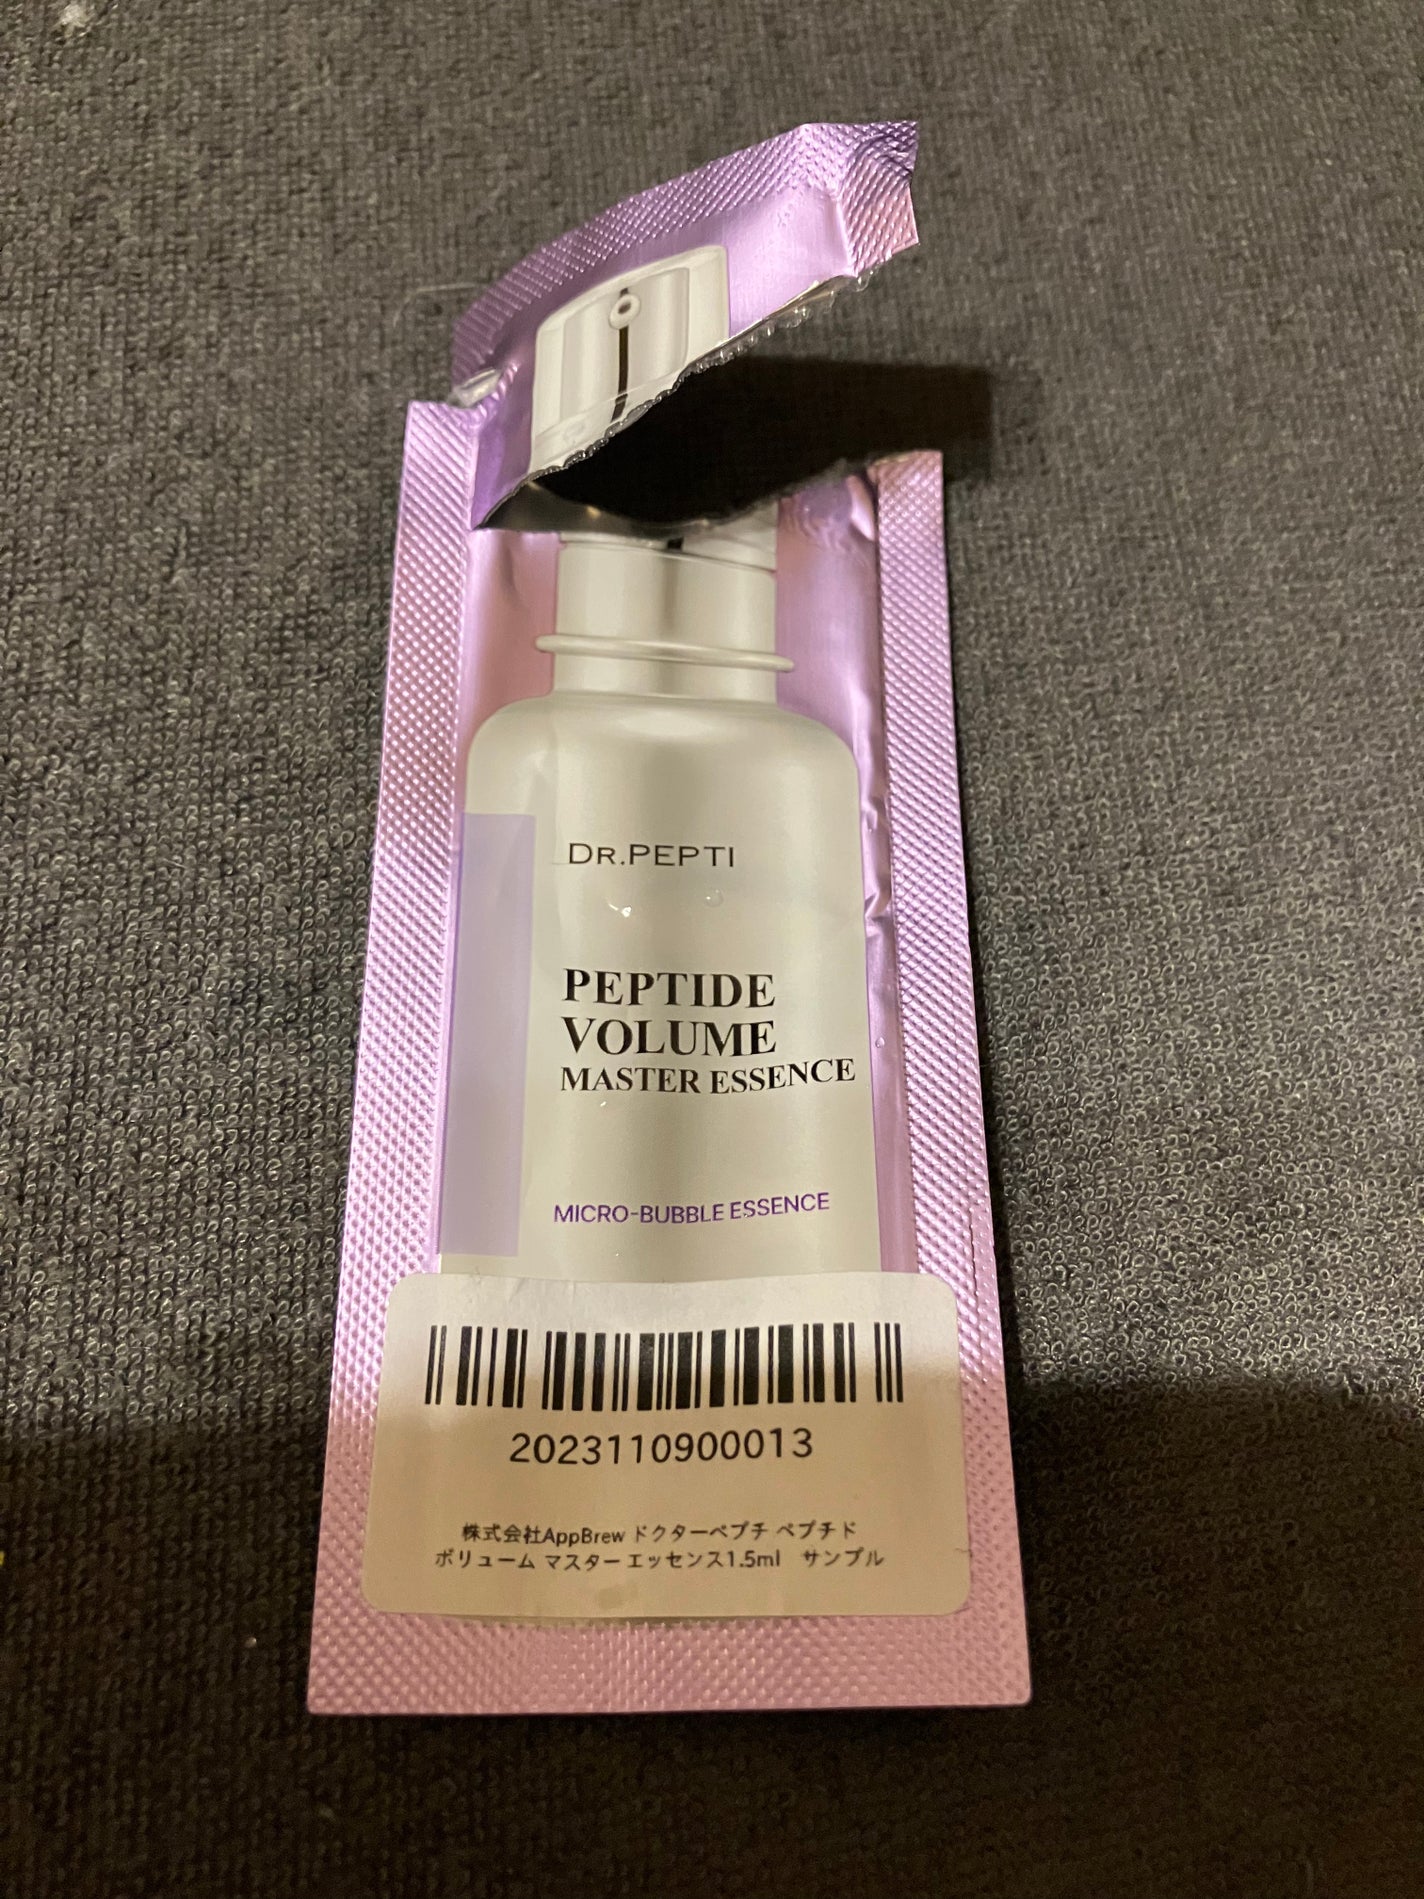 DR.PEPTI
PEPTIDE
VOLUME
MASTER ESSENCE
MICRO-BUBBLE ESSENCE
2023110900013
株式会社AppBrew ドクターペプチ ペプチド
ボリューム マスター エッセンス1.5ml　サンプル